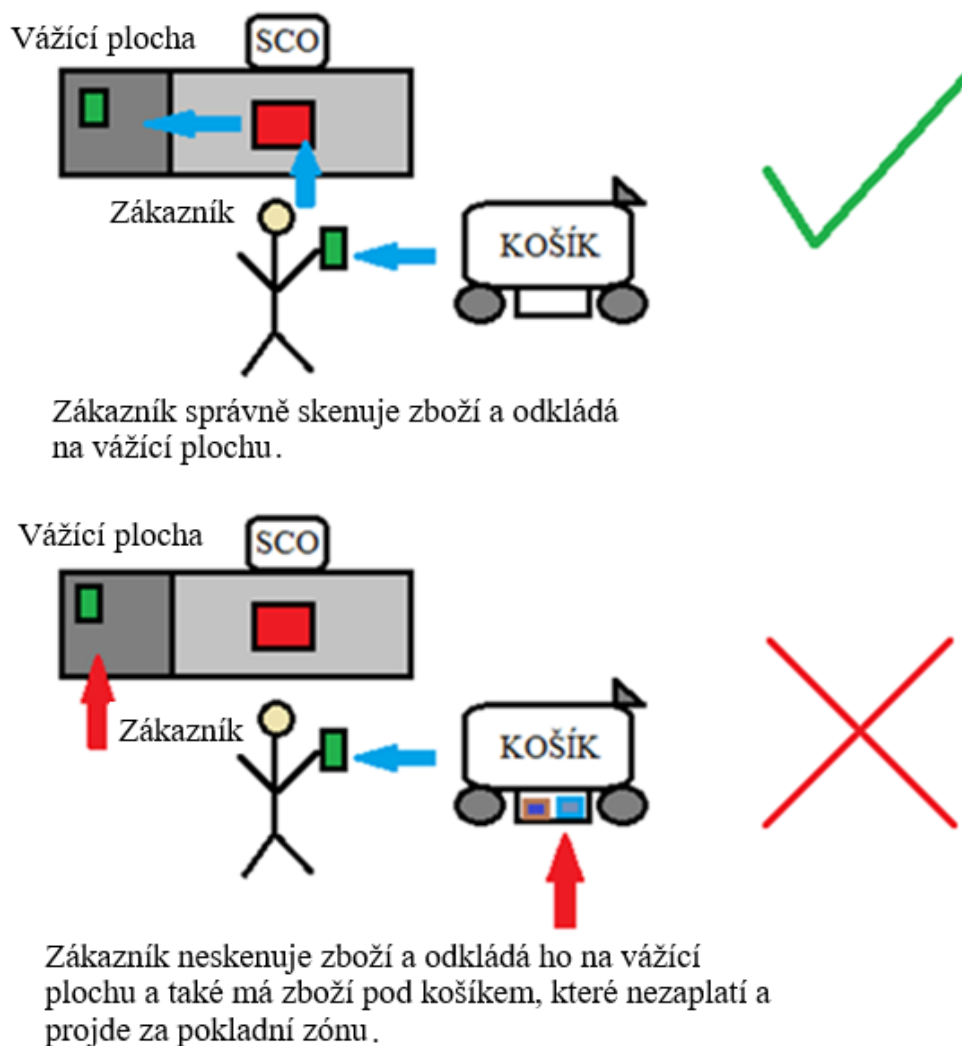 Vážící plocha
SCO
Zákazník
KOŠÍK
Zákazník správně skenuje zboží a odkládá
na vážící plochu.
Vážící plocha
SCO
Zákazník
KOŠÍK
Zákazník neskenuje zboží a odkládá ho na vážící
plochu a také má zboží pod košíkem, které nezaplatí a
projde za pokladní zónu.